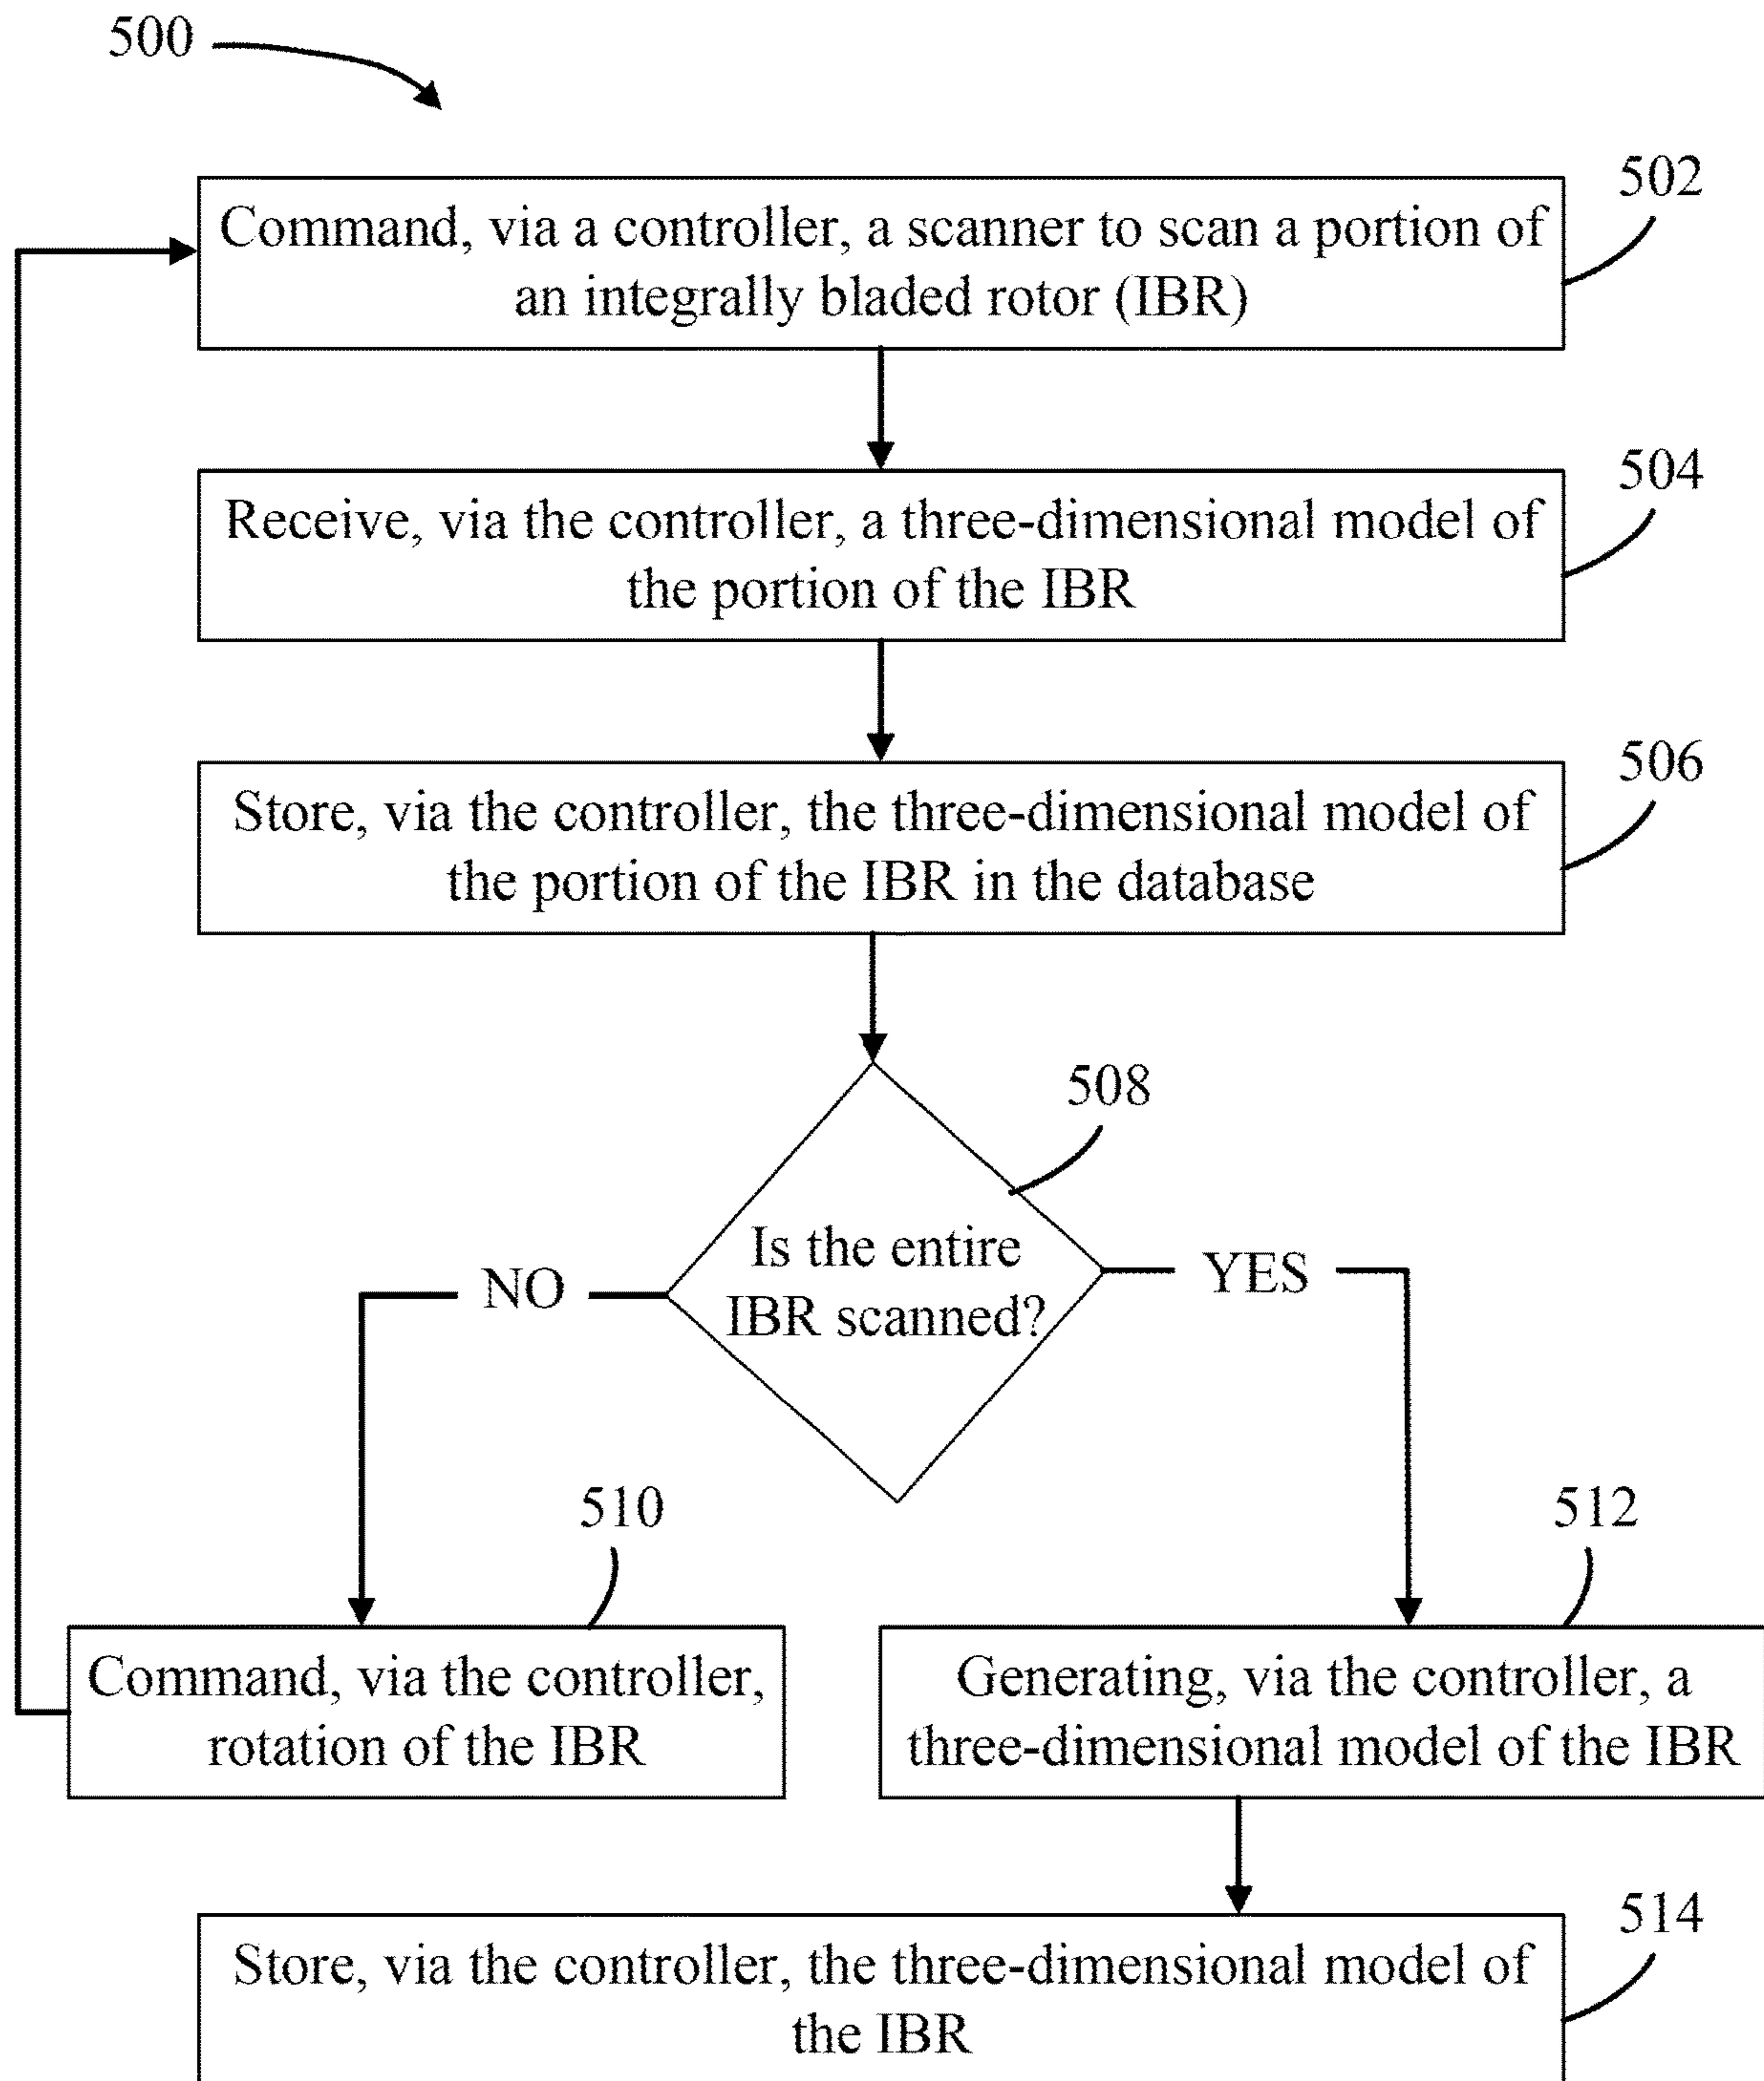 500
502
Command, via a controller, a scanner to scan a portion of
an integrally bladed rotor (IBR)
504
Receive, via the controller, a three-dimensional model of
the portion of the IBR
506
Store, via the controller, the three-dimensional model of
the portion of the IBR in the database
508
Is the entire
IBR scanned?
NO
YES
510
Command, via the controller,
rotation of the IBR
512
Generating, via the controller, a
three-dimensional model of the IBR
514
Store, via the controller, the three-dimensional model of
the IBR